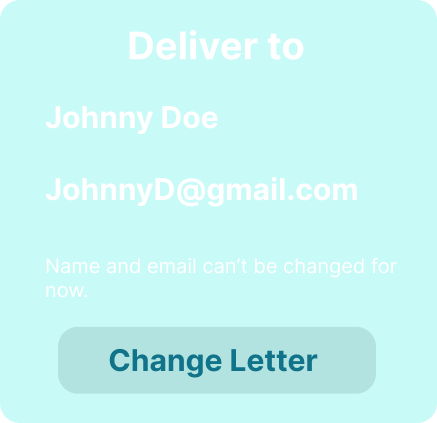 Deliver to
Johnny Doe
JohnnyD@gmail.com
Name and email can't be changed for
now.
Change Letter